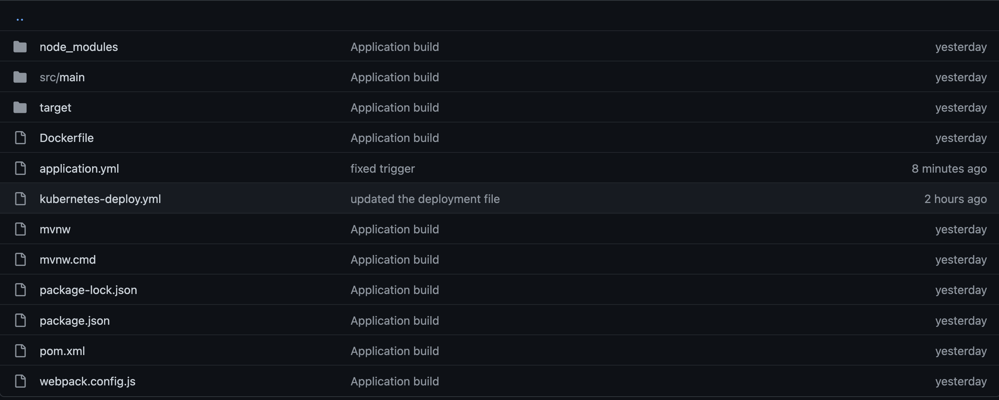 ..
node_modules Application build yesterday
src/main Application build yesterday
target Application build yesterday
Dockerfile Application build yesterday
application.yml fixed trigger 8 minutes ago
kubernetes-deploy.yml updated the deployment file 2 hours ago
mvnw Application build yesterday
mvnw.cmd Application build yesterday
package-lock.json Application build yesterday
package.json Application build yesterday
pom.xml Application build yesterday
webpack.config.js Application build yesterday